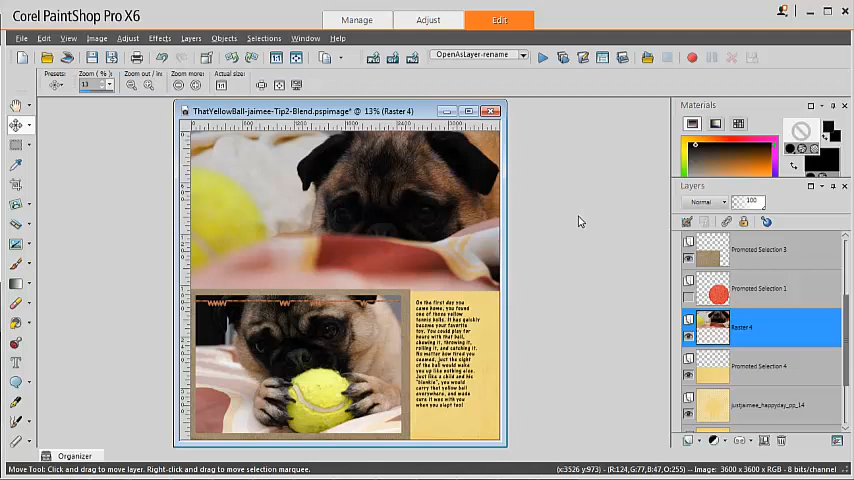 Corel PaintShop Pro X6
Manage
Adjust
Edit
File Edit View Image Adjust Effects Layers Objects Selections Window Help
OpenAsLayer-rename
Presets:
Zoom (%):
Zoom out / in:
Zoom more:
Actual size:
13
ThatYellowBall-jaimee-Tip2-Blend.pspimage* @ 13% (Raster 4)
On the first day you
came home, you found
one of those yellow
tennis balls. It has quickly
become your favorite
toy. You could play for
hours with that ball,
chewing it, throwing it,
rolling it, and catching it.
No matter how tired you
seemed, just the sight
of the ball would make
you up like nothing else.
Just like a child and his
"blankie", you would
carry that yellow ball
everywhere, and made
sure it was with you
when you slept too!
Materials
Layers
Normal
100
Promoted Selection 3
Promoted Selection 1
Raster 4
Promoted Selection 4
justjaimee_happyday_pp_14
Organizer
Move Tool: Click and drag to move layer. Right-click and drag to move selection marquee.
(x:3526 y:973) - (R:124,G:77,B:47,O:255) -- Image: 3600 x 3600 x RGB - 8 bits/channel